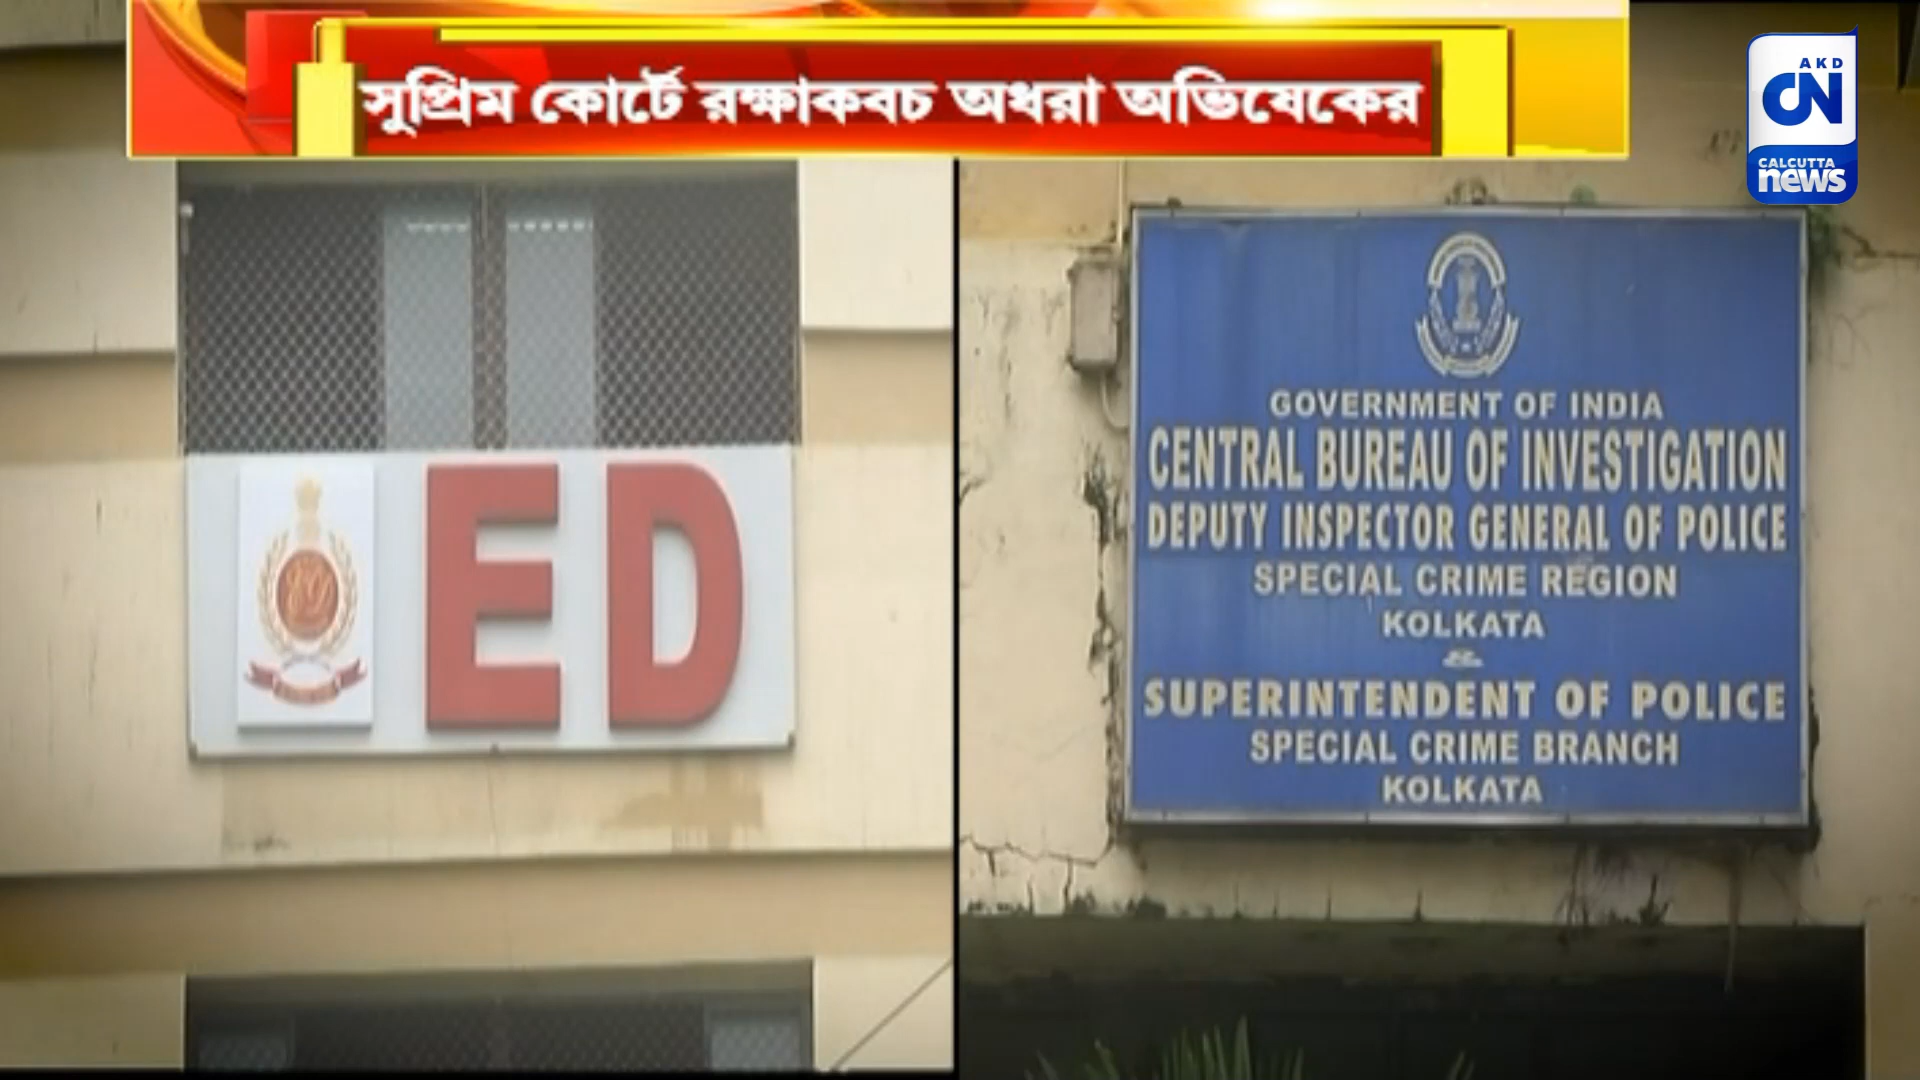 সুপ্রিম কোর্টে রক্ষাকবচ অধরা অভিষেকের
AKD
CN
CALCUTTA
news
ED
GOVERNMENT OF INDIA
CENTRAL BUREAU OF INVESTIGATION
DEPUTY INSPECTOR GENERAL OF POLICE
SPECIAL CRIME REGION
KOLKATA
&
SUPERINTENDENT OF POLICE
SPECIAL CRIME BRANCH
KOLKATA